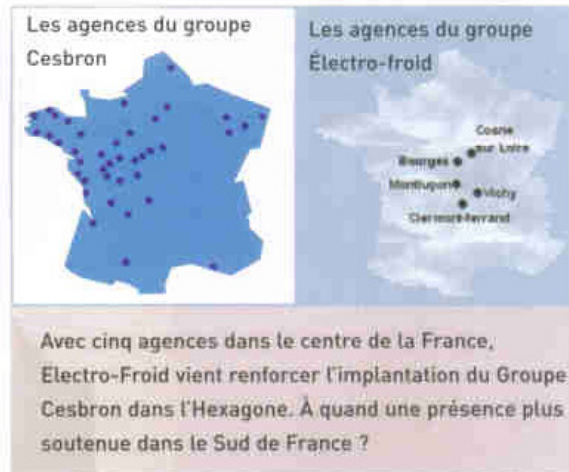 Les agences du groupe
Cesbron
Les agences du groupe
Électro-froid
Cosne
sur Loire
Bourges
Montluçon
Vichy
Clermont-Ferrand
Avec cinq agences dans le centre de la France,
Electro-Froid vient renforcer l'implantation du Groupe
Cesbron dans l'Hexagone. À quand une présence plus
soutenue dans le Sud de France ?